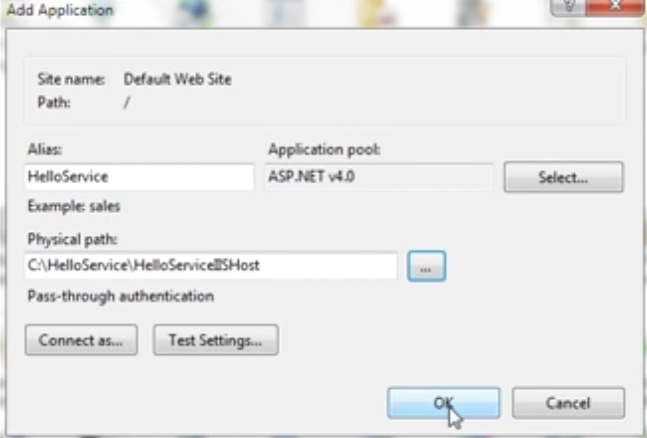 Add Application
Site name: Default Web Site
Path: /
Alias: Application pool:
HelloService ASP.NET v4.0 Select...
Example: sales
Physical path:
C:\HelloService\HelloServiceIISHost ...
Pass-through authentication
Connect as... Test Settings...
OK Cancel